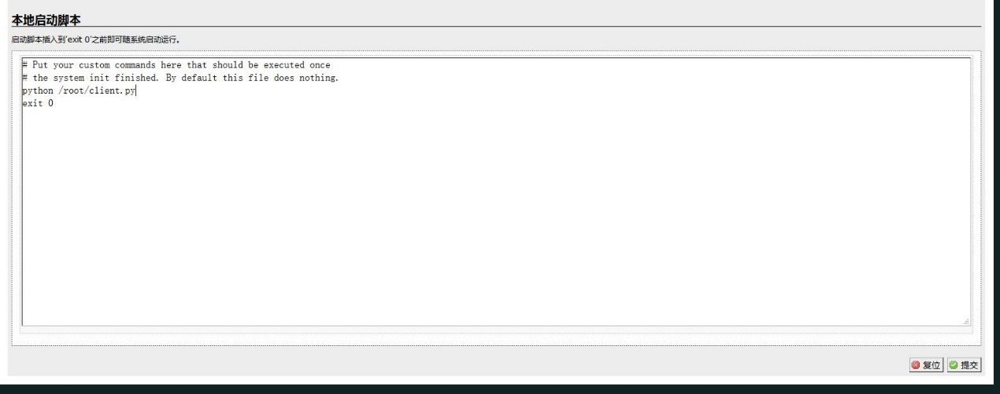 本地启动脚本
启动脚本插入到'exit 0'之前即可随系统启动运行。
# Put your custom commands here that should be executed once
# the system init finished. By default this file does nothing.
python /root/client.py
exit 0
复位 提交